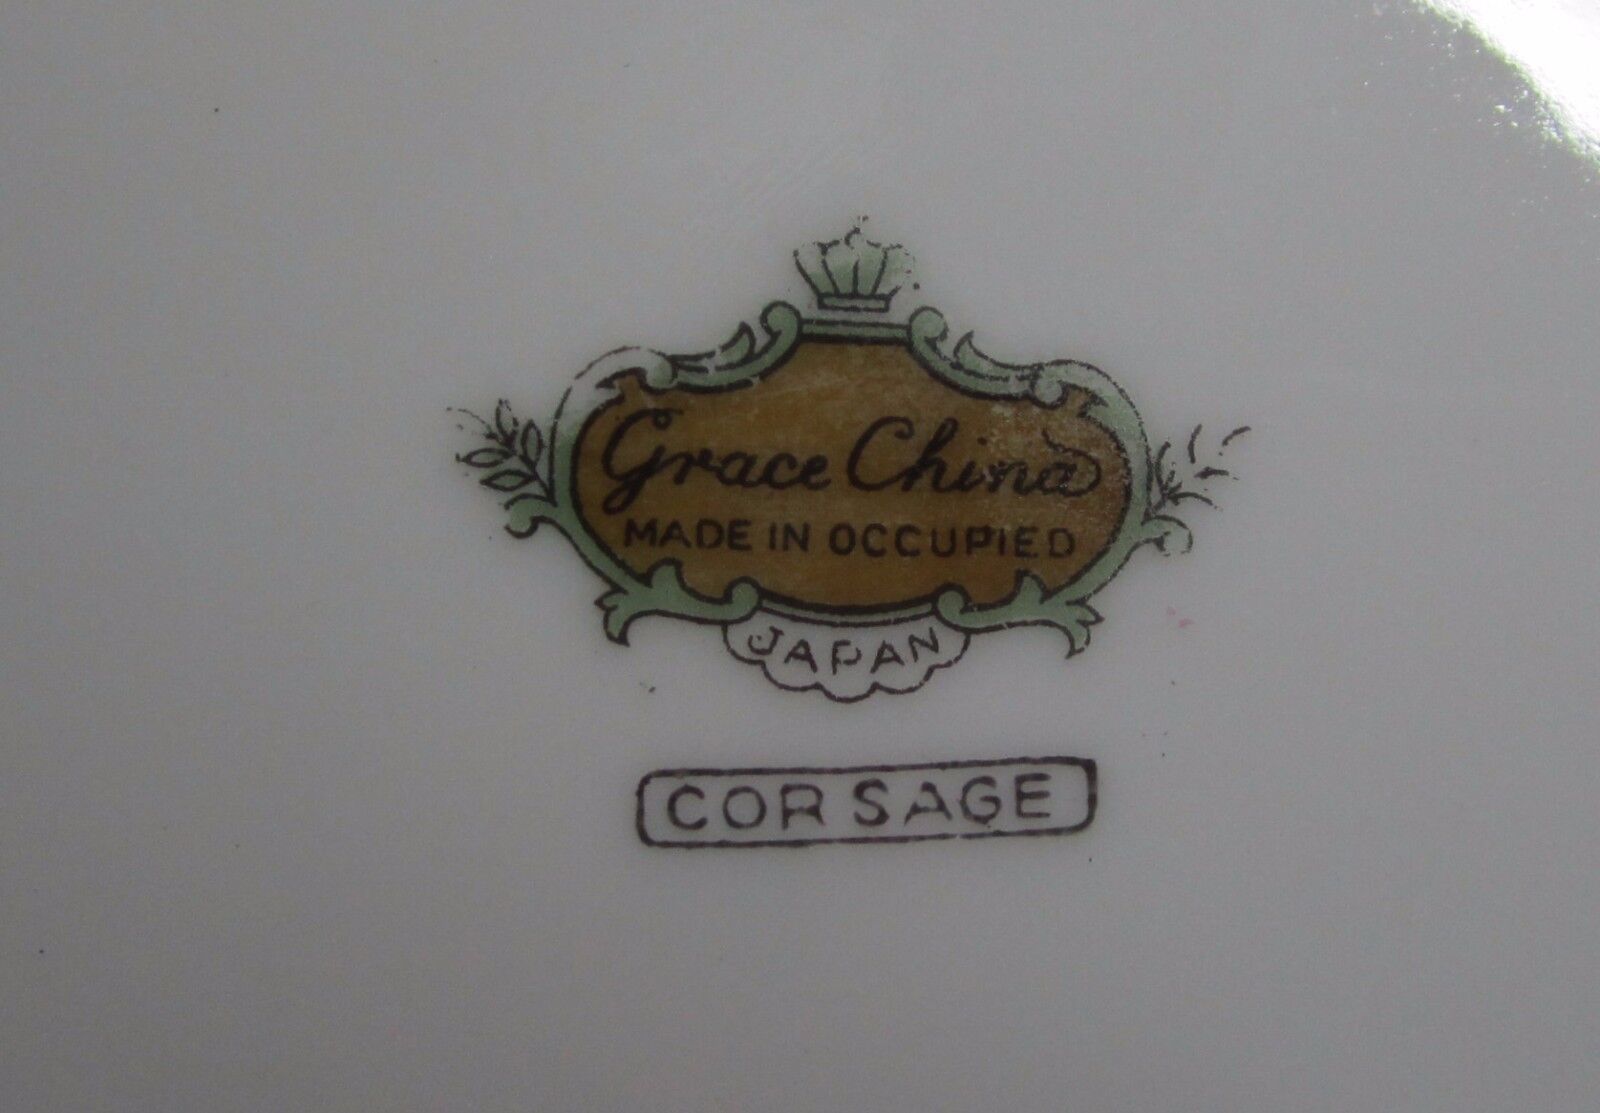 Grace China
MADE IN OCCUPIED
JAPAN
CORSAGE